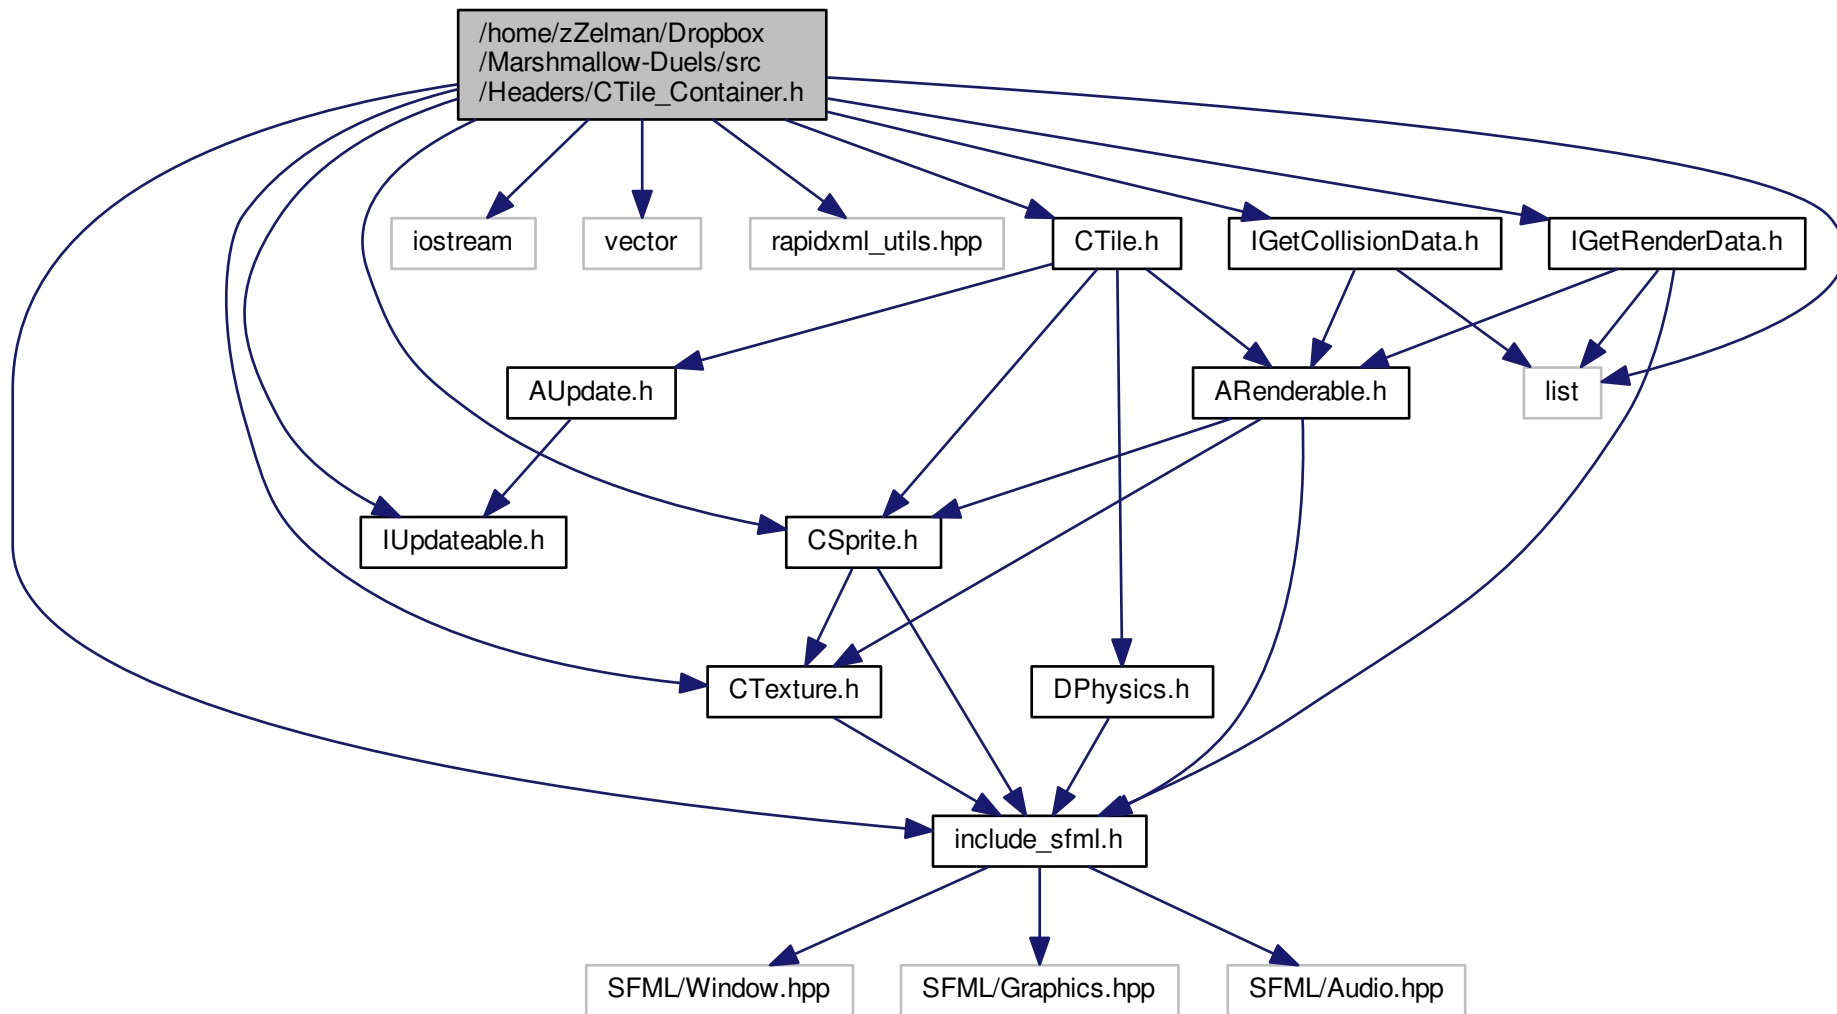 /home/zZelman/Dropbox
/Marshmallow-Duels/src
/Headers/CTile_Container.h
iostream
vector
rapidxml_utils.hpp
CTile.h
IGetCollisionData.h
IGetRenderData.h
AUpdate.h
ARenderable.h
list
IUpdateable.h
CSprite.h
CTexture.h
DPhysics.h
include_sfml.h
SFML/Window.hpp
SFML/Graphics.hpp
SFML/Audio.hpp